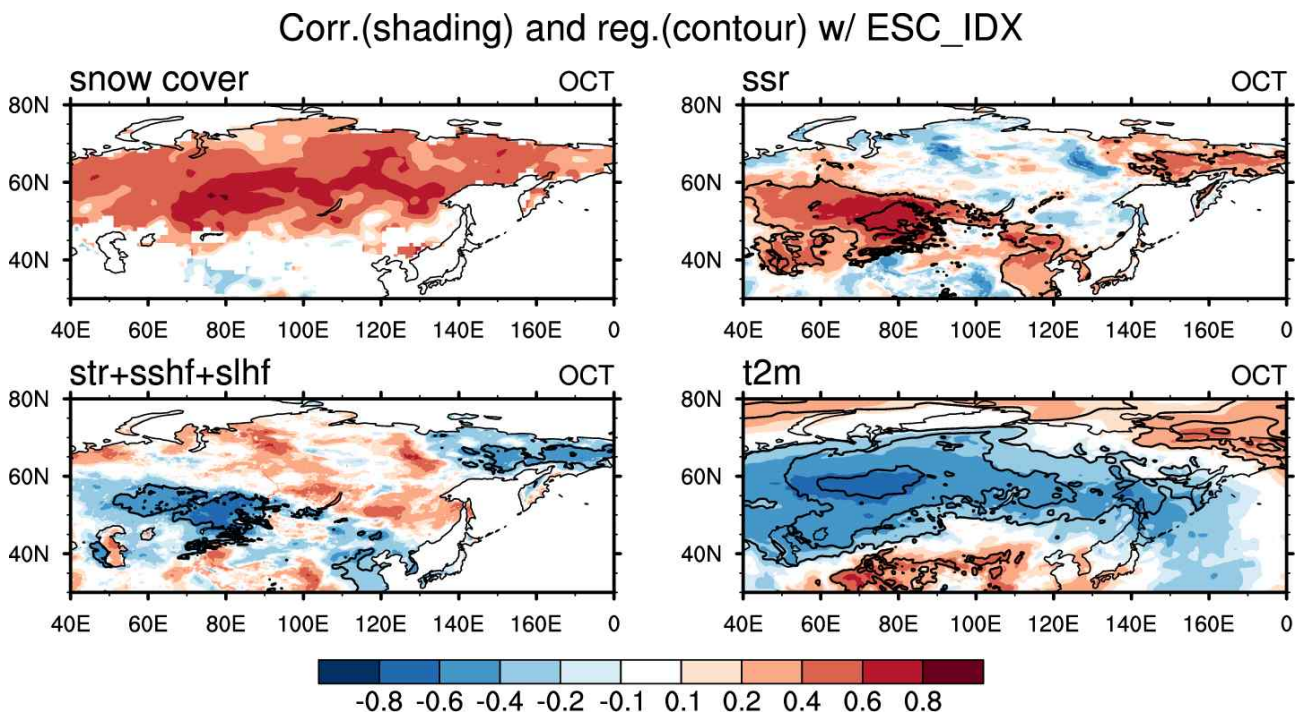 Corr.(shading) and reg.(contour) w/ ESC_IDX
snow cover OCT
80N
60N
40N
40E 60E 80E 100E 120E 140E 160E 0
ssr OCT
80N
60N
40N
40E 60E 80E 100E 120E 140E 160E 0
str+sshf+slhf OCT
80N
60N
40N
40E 60E 80E 100E 120E 140E 160E 0
t2m OCT
80N
60N
40N
40E 60E 80E 100E 120E 140E 160E 0
-0.8 -0.6 -0.4 -0.2 -0.1 0.1 0.2 0.4 0.6 0.8